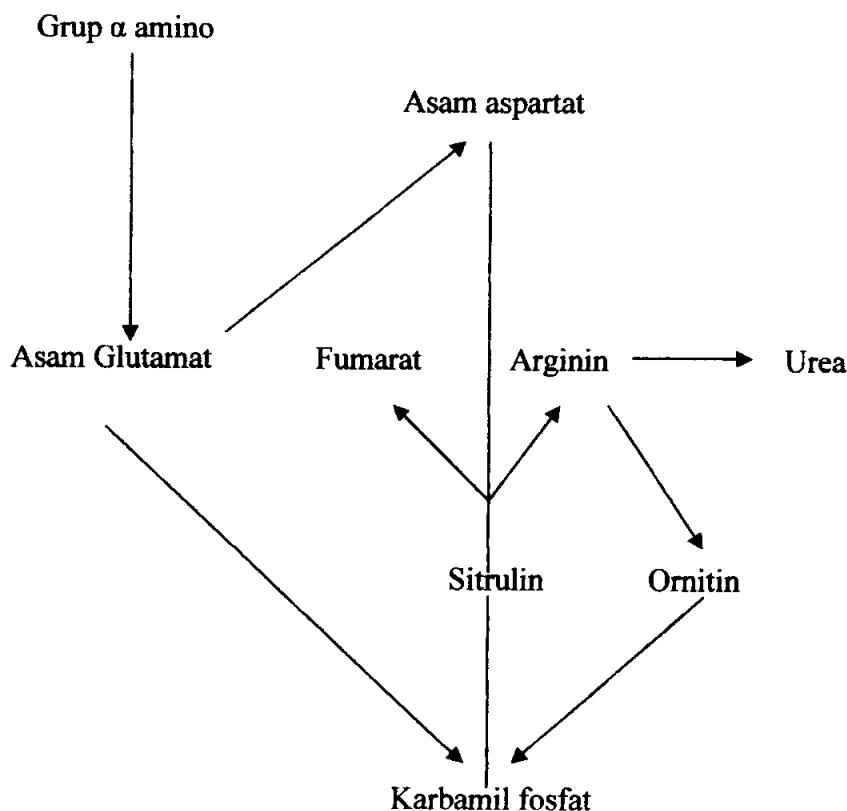 Grup α amino
Asam aspartat
Asam Glutamat
Fumarat
Arginin
Urea
Sitrulin
Ornitin
Karbamil fosfat